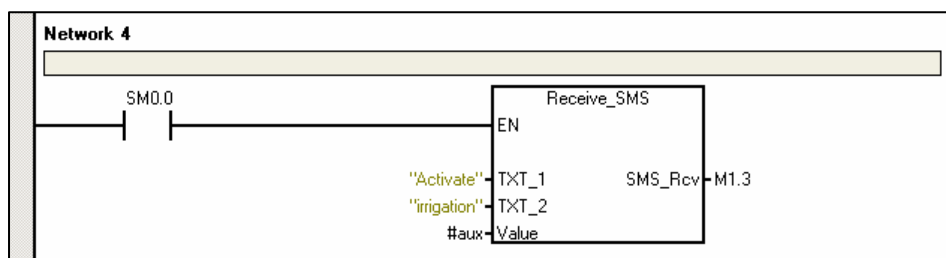 Network 4
SM0.0
Receive_SMS
EN
"Activate" TXT_1 SMS_Rcv M1.3
"irrigation" TXT_2
#aux Value